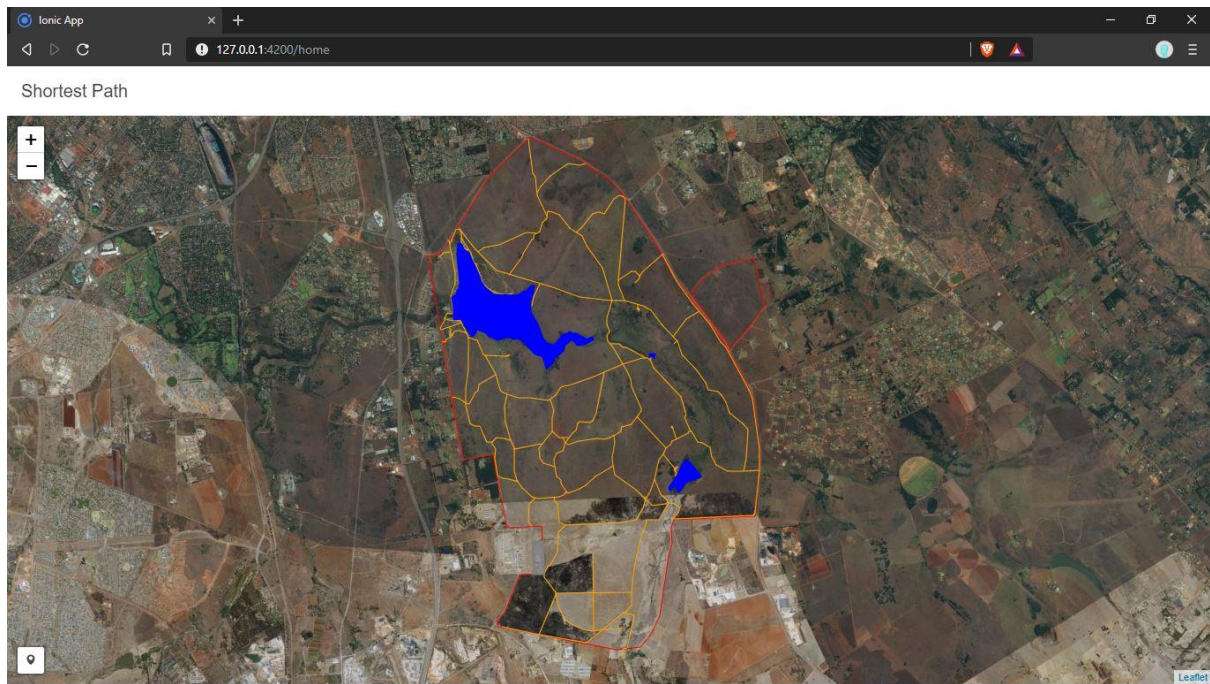 Ionic App
127.0.0.1:4200/home
Shortest Path
+
−
Leaflet